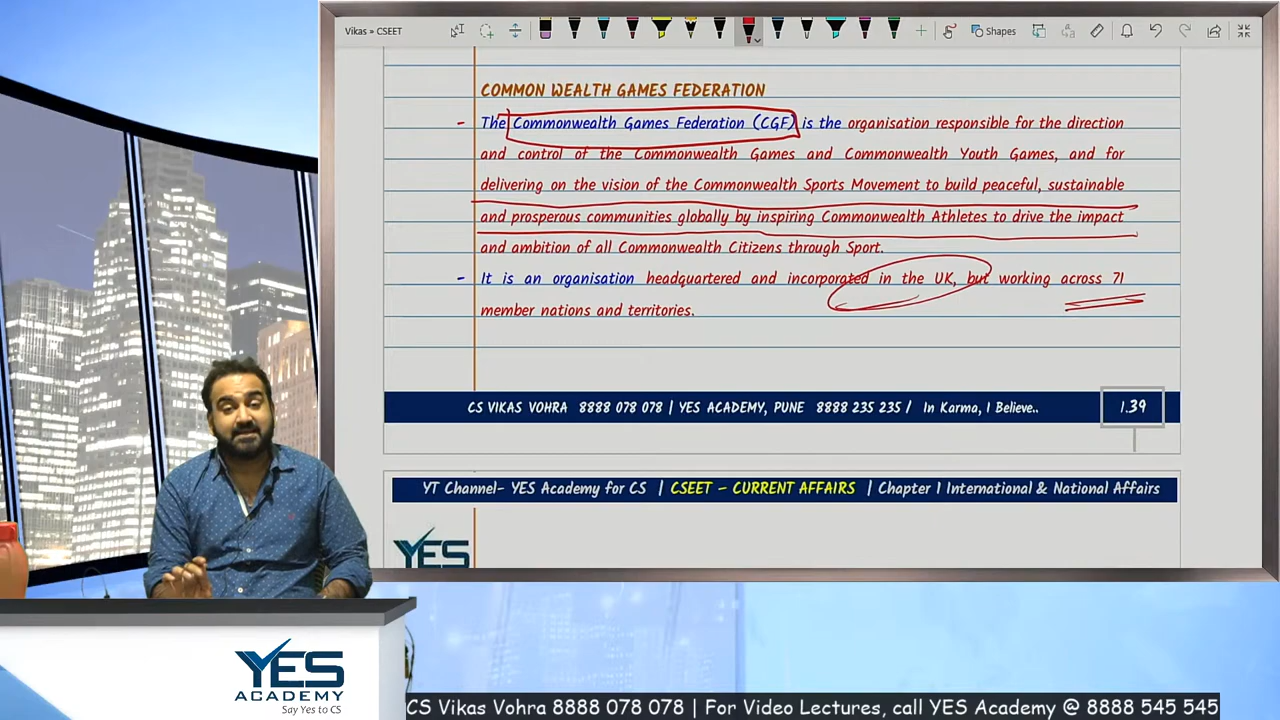 Vikas » CSEET
Shapes
COMMON WEALTH GAMES FEDERATION
- The Commonwealth Games Federation (CGF) is the organisation responsible for the direction
and control of the Commonwealth Games and Commonwealth Youth Games, and for
delivering on the vision of the Commonwealth Sports Movement to build peaceful, sustainable
and prosperous communities globally by inspiring Commonwealth Athletes to drive the impact
and ambition of all Commonwealth Citizens through Sport.
- It is an organisation headquartered and incorporated in the UK, but working across 71
member nations and territories.
CS VIKAS VOHRA 8888 078 078 | YES ACADEMY, PUNE 8888 235 235 / In Karma, I Believe..
1.39
YT Channel- YES Academy for CS | CSEET – CURRENT AFFAIRS | Chapter 1 International & National Affairs
YES
YES
ACADEMY
Say Yes to CS
CS Vikas Vohra 8888 078 078 | For Video Lectures, call YES Academy @ 8888 545 545